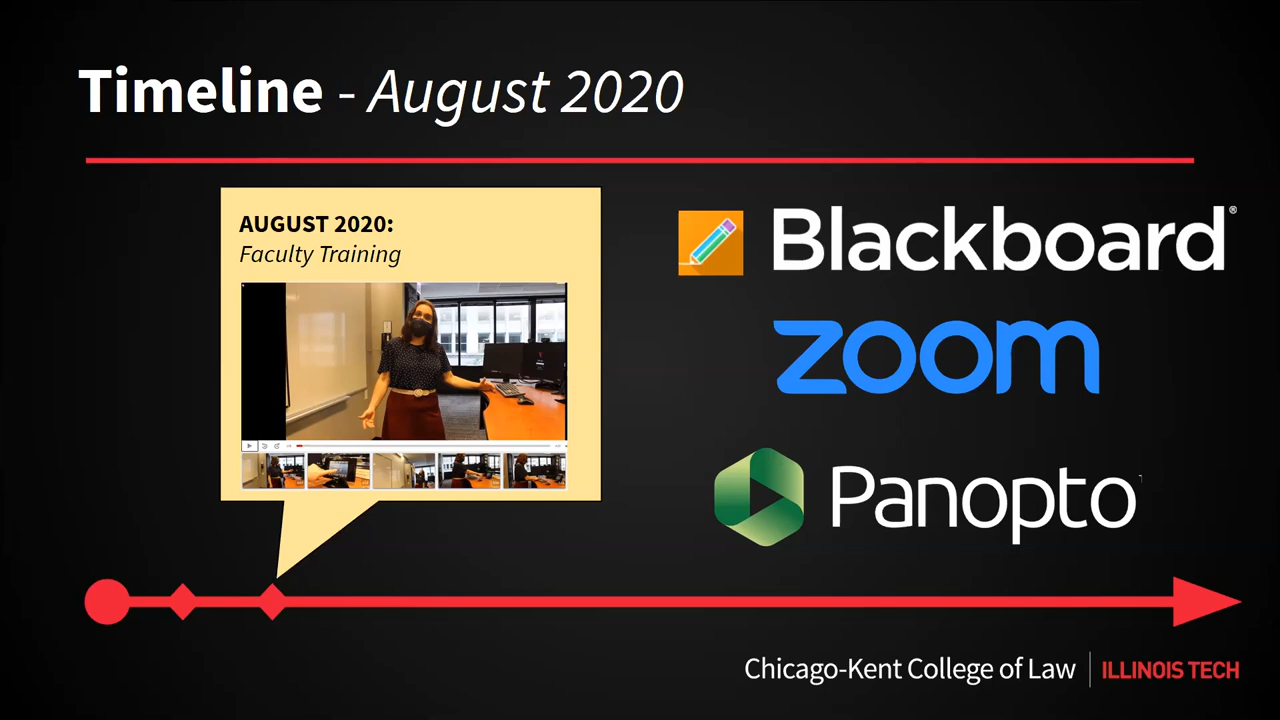 Timeline - August 2020
AUGUST 2020:
Faculty Training
Blackboard®
zoom
Panopto
Chicago-Kent College of Law | ILLINOIS TECH